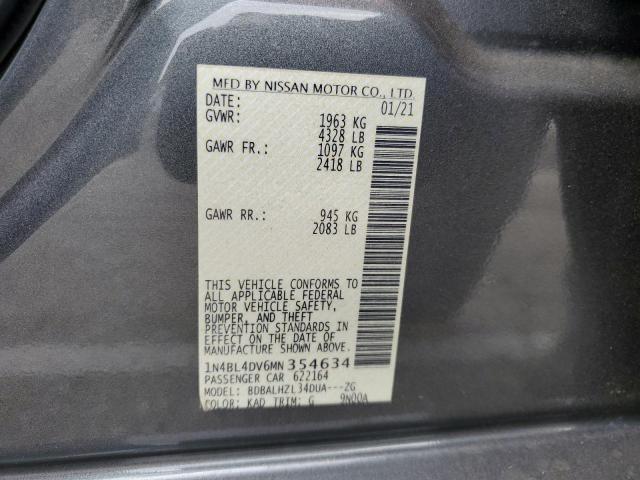 MFD BY NISSAN MOTOR CO., LTD.
DATE: 01/21
GVWR: 1963 KG
4328 LB
GAWR FR.: 1097 KG
2418 LB
GAWR RR.: 945 KG
2083 LB
THIS VEHICLE CONFORMS TO
ALL APPLICABLE FEDERAL
MOTOR VEHICLE SAFETY,
BUMPER, AND THEFT
PREVENTION STANDARDS IN
EFFECT ON THE DATE OF
MANUFACTURE SHOWN ABOVE.
1N4BL4DV6MN354634
PASSENGER CAR 622164
MODEL: BDBALHZL34DUA---ZG
COLOR: KAD TRIM: G 9N00A